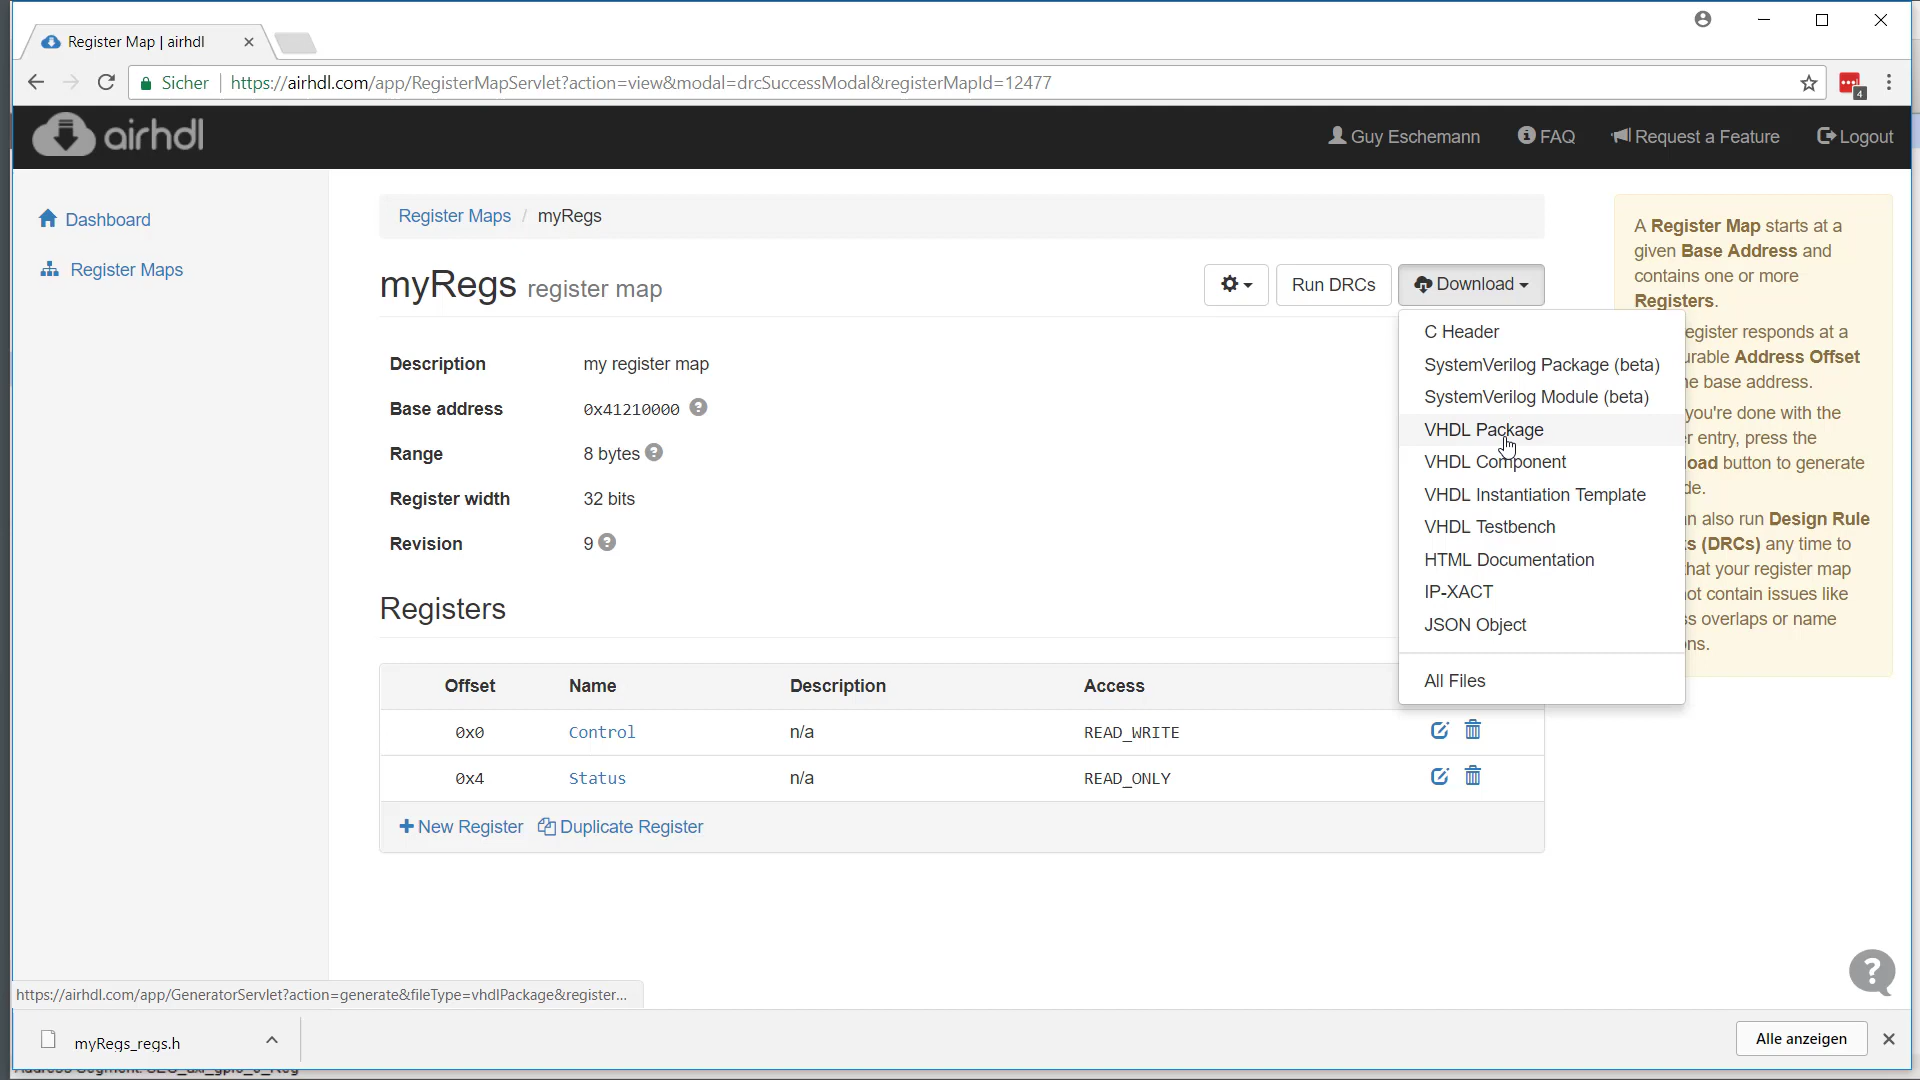 Register Map | airhdl
Sicher
https://airhdl.com/app/RegisterMapServlet?action=view&modal=drcSuccessModal&registerMapId=12477
4
airhdl
Guy Eschemann
FAQ
Request a Feature
Logout
Dashboard
Register Maps
Register Maps / myRegs
myRegs register map
Run DRCs
Download
Description my register map
Base address 0x41210000
Range 8 bytes
Register width 32 bits
Revision 9
C Header
SystemVerilog Package (beta)
SystemVerilog Module (beta)
VHDL Package
VHDL Component
VHDL Instantiation Template
VHDL Testbench
HTML Documentation
IP-XACT
JSON Object
All Files
A Register Map starts at a
given Base Address and
contains one or more
Registers.
egister responds at a
urable Address Offset
e base address.
you're done with the
r entry, press the
oad button to generate
de.
n also run Design Rule
s (DRCs) any time to
hat your register map
ot contain issues like
ss overlaps or name
ns.
Registers
Offset Name Description Access
0x0 Control n/a READ_WRITE
0x4 Status n/a READ_ONLY
New Register Duplicate Register
https://airhdl.com/app/GeneratorServlet?action=generate&fileType=vhdlPackage&register...
myRegs_regs.h
Alle anzeigen